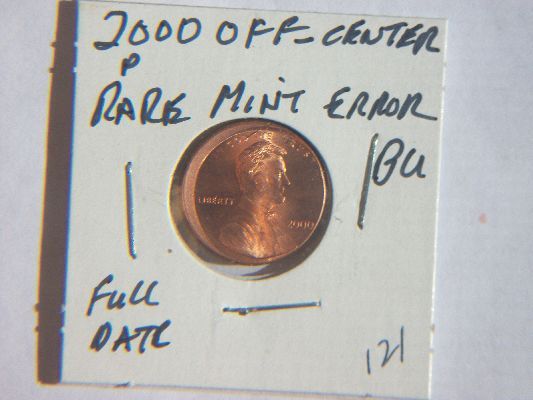 2000 OFF-CENTER
P
RARE MINT ERROR
BU
LIBERTY
2000
FULL
DATE
121